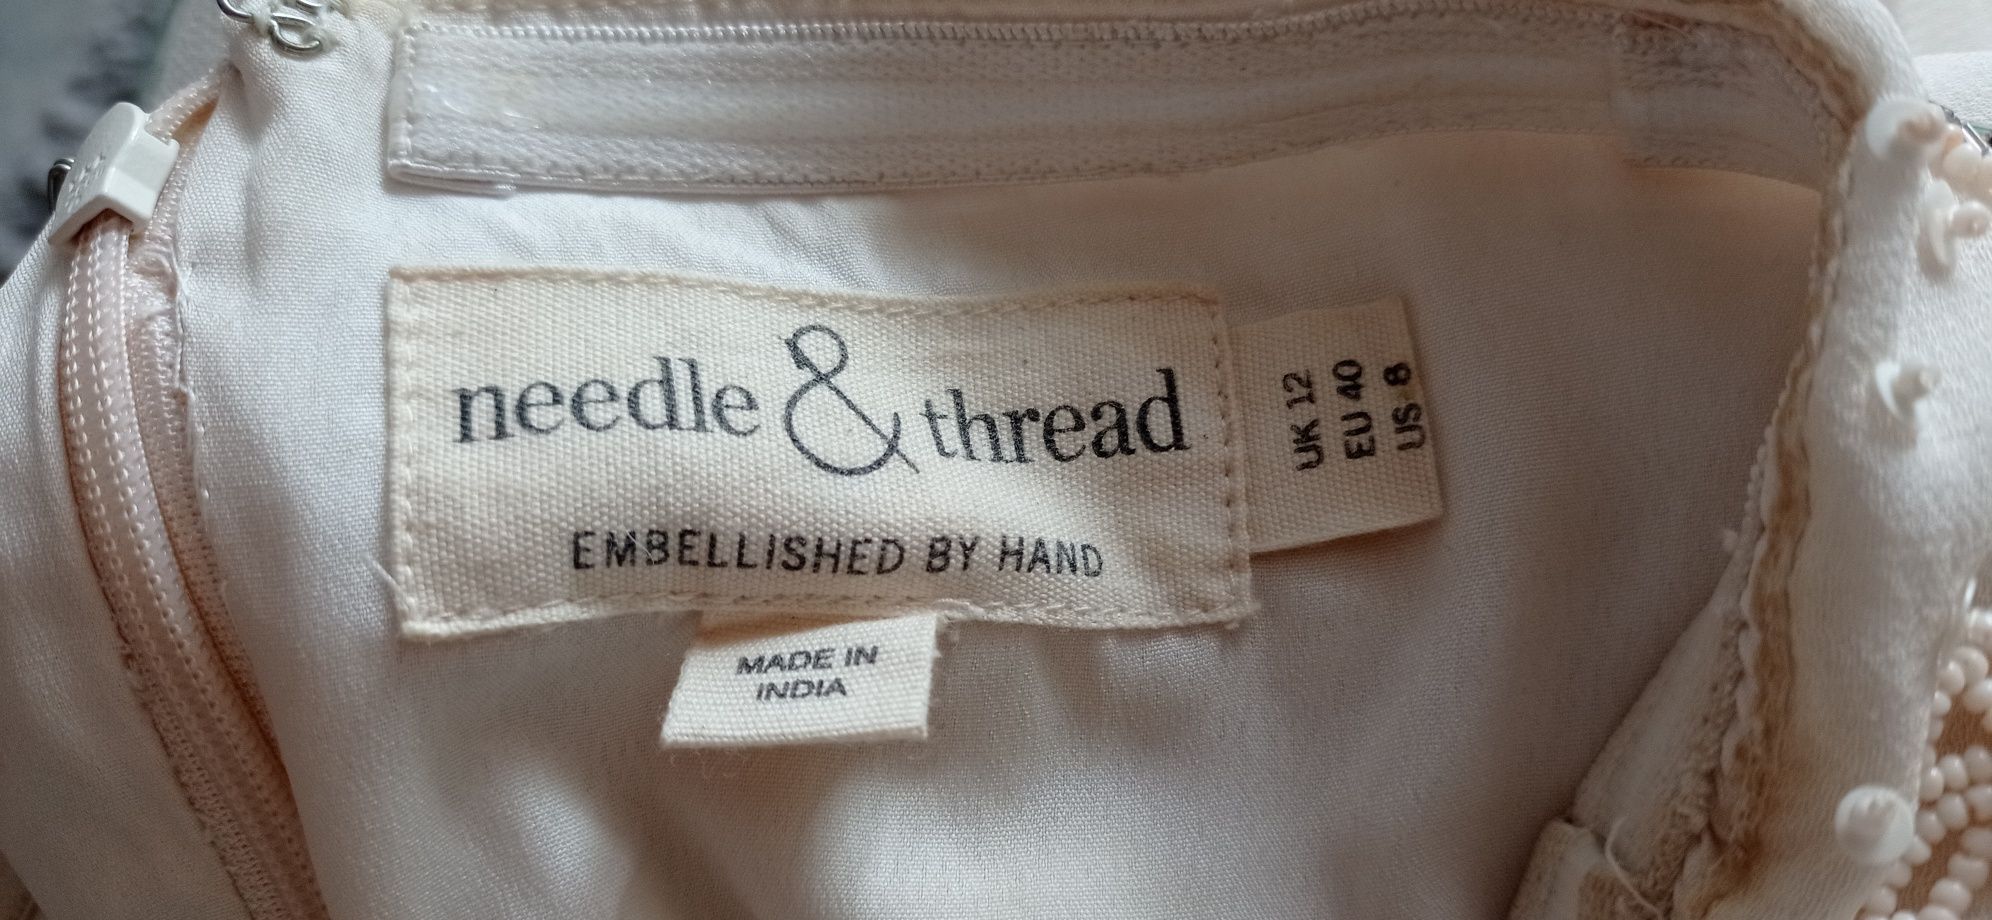 needle & thread
EMBELLISHED BY HAND
MADE IN
INDIA
UK 12
EU 40
US 8